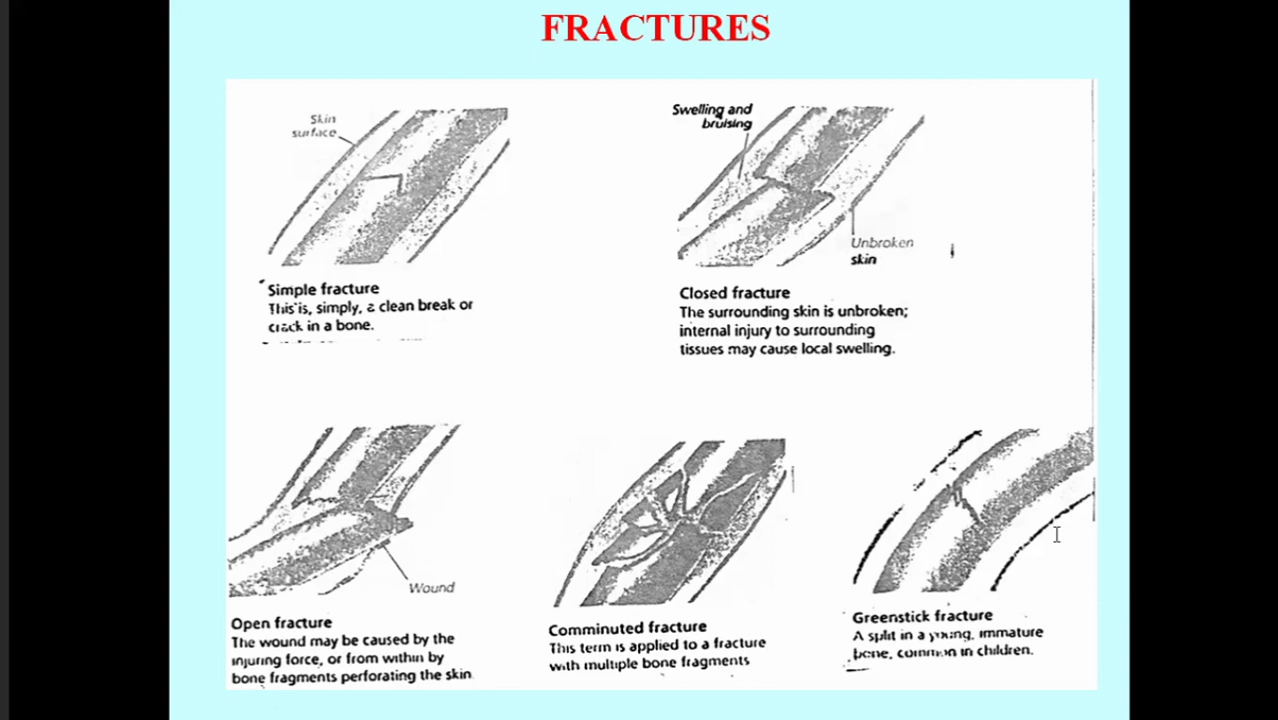 FRACTURES
Skin
surface
Swelling and
bruising
Unbroken
skin
Simple fracture
This is, simply, a clean break or
crack in a bone.
Closed fracture
The surrounding skin is unbroken;
internal injury to surrounding
tissues may cause local swelling.
Wound
Open fracture
The wound may be caused by the
injuring force, or from within by
bone fragments perforating the skin
Comminuted fracture
This term is applied to a fracture
with multiple bone fragments
Greenstick fracture
A split in a young, immature
bone, common in children.